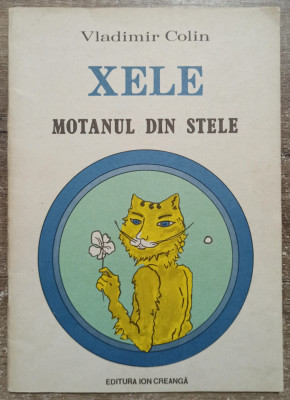 Vladimir Colin
XELE
MOTANUL DIN STELE
EDITURA ION CREANGĂ